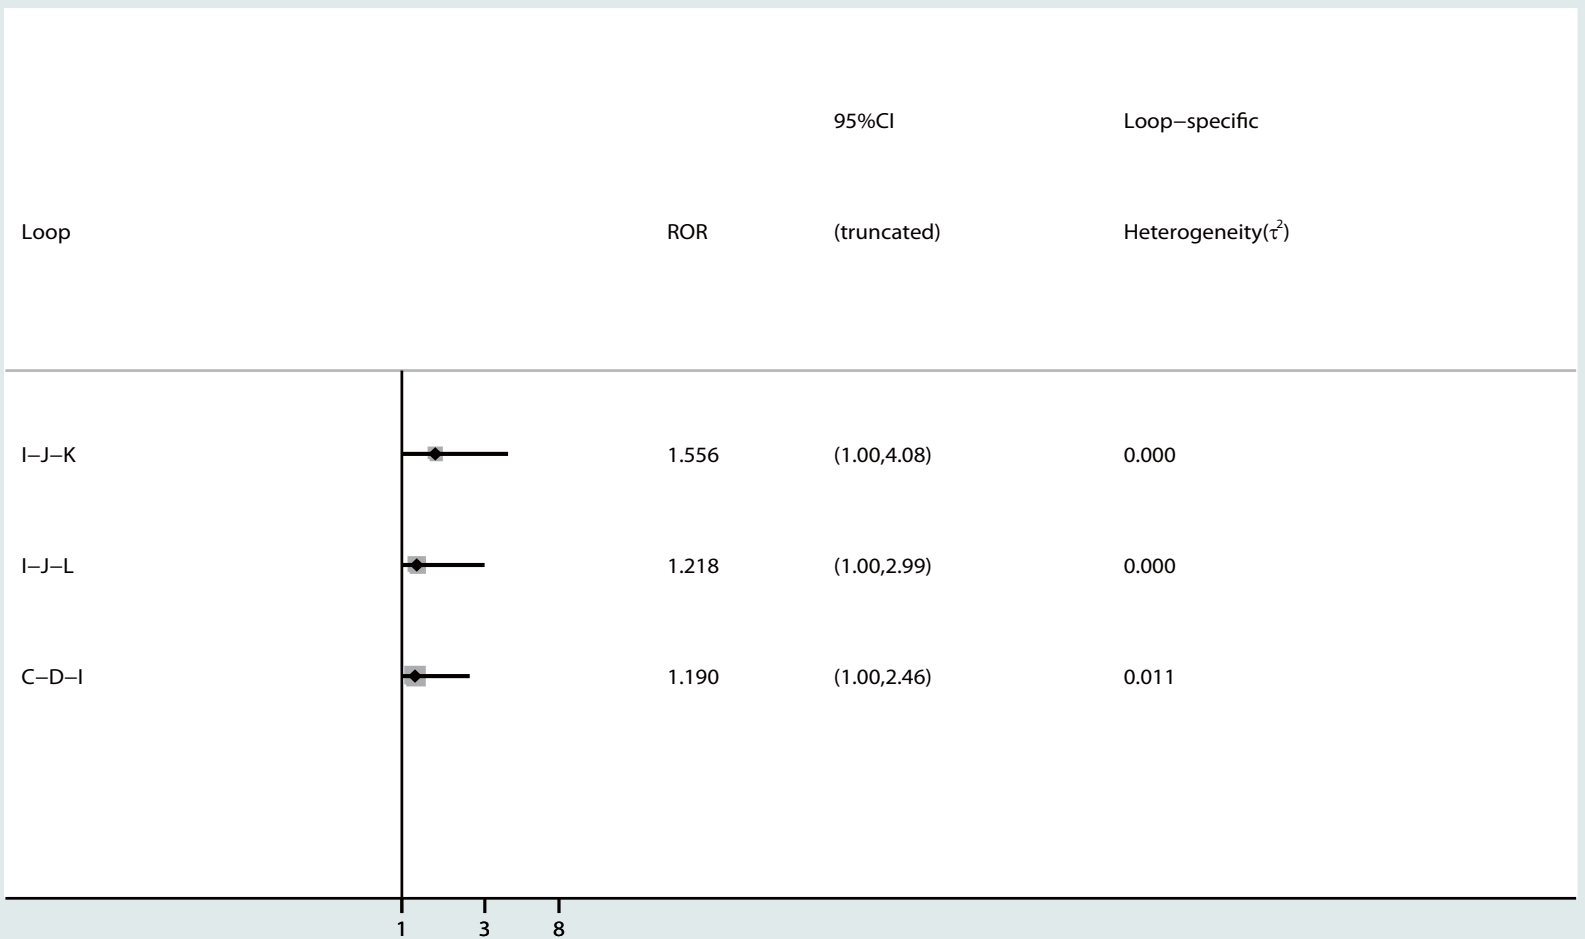 95%CI Loop−specific
Loop ROR (truncated) Heterogeneity(τ²)
I−J−K 1.556 (1.00,4.08) 0.000
I−J−L 1.218 (1.00,2.99) 0.000
C−D−I 1.190 (1.00,2.46) 0.011
1 3 8